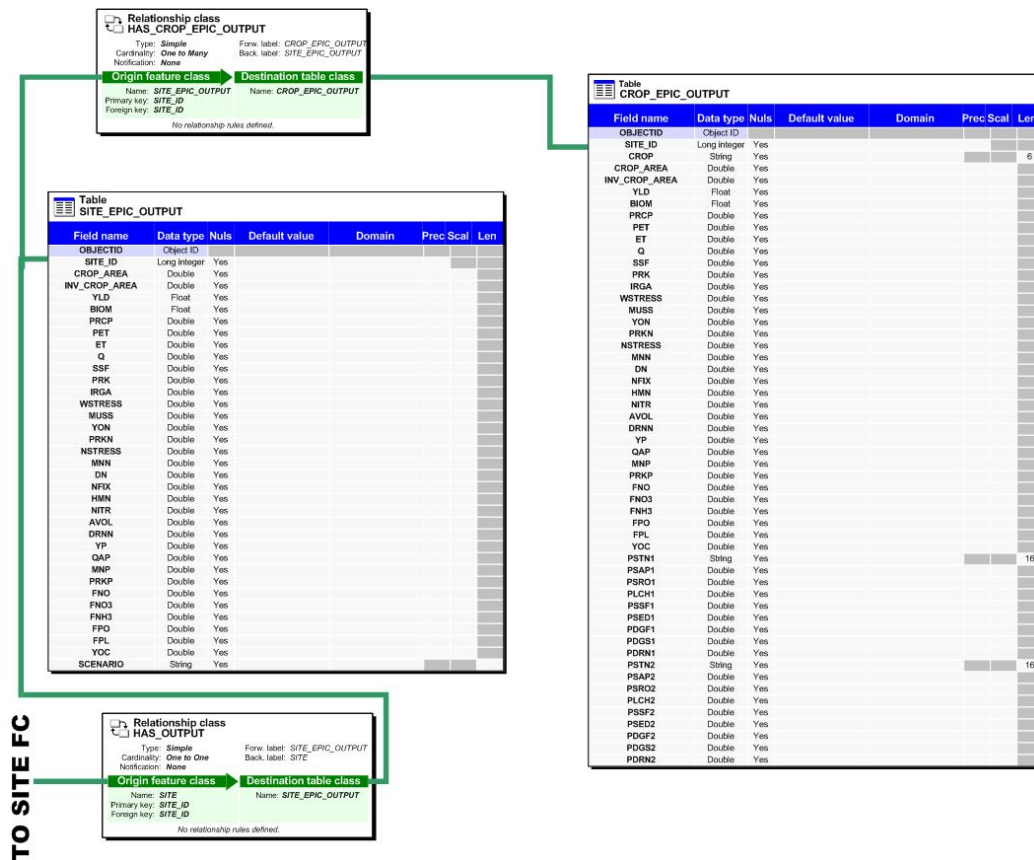 Relationship class
HAS_CROP_EPIC_OUTPUT
Type: Simple Forw. label: CROP_EPIC_OUTPUT
Cardinality: One to Many Back. label: SITE_EPIC_OUTPUT
Notification: None
Origin feature class Destination table class
Name: SITE_EPIC_OUTPUT Name: CROP_EPIC_OUTPUT
Primary key: SITE_ID
Foreign key: SITE_ID
No relationship rules defined.
Table
SITE_EPIC_OUTPUT
Field name Data type Nuls Default value Domain Prec Scal Len
OBJECTID Object ID
SITE_ID Long integer Yes
CROP_AREA Double Yes
INV_CROP_AREA Double Yes
YLD Float Yes
BIOM Float Yes
PRCP Double Yes
PET Double Yes
ET Double Yes
Q Double Yes
SSF Double Yes
PRK Double Yes
IRGA Double Yes
WSTRESS Double Yes
MUSS Double Yes
YON Double Yes
PRKN Double Yes
NSTRESS Double Yes
MNN Double Yes
DN Double Yes
NFIX Double Yes
HMN Double Yes
NITR Double Yes
AVOL Double Yes
DRNN Double Yes
YP Double Yes
QAP Double Yes
MNP Double Yes
PRKP Double Yes
FNO Double Yes
FNO3 Double Yes
FNH3 Double Yes
FPO Double Yes
FPL Double Yes
YOC Double Yes
SCENARIO String Yes
TO SITE FC
Relationship class
HAS_OUTPUT
Type: Simple Forw. label: SITE_EPIC_OUTPUT
Cardinality: One to One Back. label: SITE
Notification: None
Origin feature class Destination table class
Name: SITE Name: SITE_EPIC_OUTPUT
Primary key: SITE_ID
Foreign key: SITE_ID
No relationship rules defined.
Table
CROP_EPIC_OUTPUT
Field name Data type Nuls Default value Domain Prec Scal Len
OBJECTID Object ID
SITE_ID Long integer Yes
CROP String Yes 6
CROP_AREA Double Yes
INV_CROP_AREA Double Yes
YLD Float Yes
BIOM Float Yes
PRCP Double Yes
PET Double Yes
ET Double Yes
Q Double Yes
SSF Double Yes
PRK Double Yes
IRGA Double Yes
WSTRESS Double Yes
MUSS Double Yes
YON Double Yes
PRKN Double Yes
NSTRESS Double Yes
MNN Double Yes
DN Double Yes
NFIX Double Yes
HMN Double Yes
NITR Double Yes
AVOL Double Yes
DRNN Double Yes
YP Double Yes
QAP Double Yes
MNP Double Yes
PRKP Double Yes
FNO Double Yes
FNO3 Double Yes
FNH3 Double Yes
FPO Double Yes
FPL Double Yes
YOC Double Yes
PSTN1 String Yes 16
PSAP1 Double Yes
PSRO1 Double Yes
PLCH1 Double Yes
PSSF1 Double Yes
PSED1 Double Yes
PDGF1 Double Yes
PDGS1 Double Yes
PDRN1 Double Yes
PSTN2 String Yes 16
PSAP2 Double Yes
PSRO2 Double Yes
PLCH2 Double Yes
PSSF2 Double Yes
PSED2 Double Yes
PDGF2 Double Yes
PDGS2 Double Yes
PDRN2 Double Yes